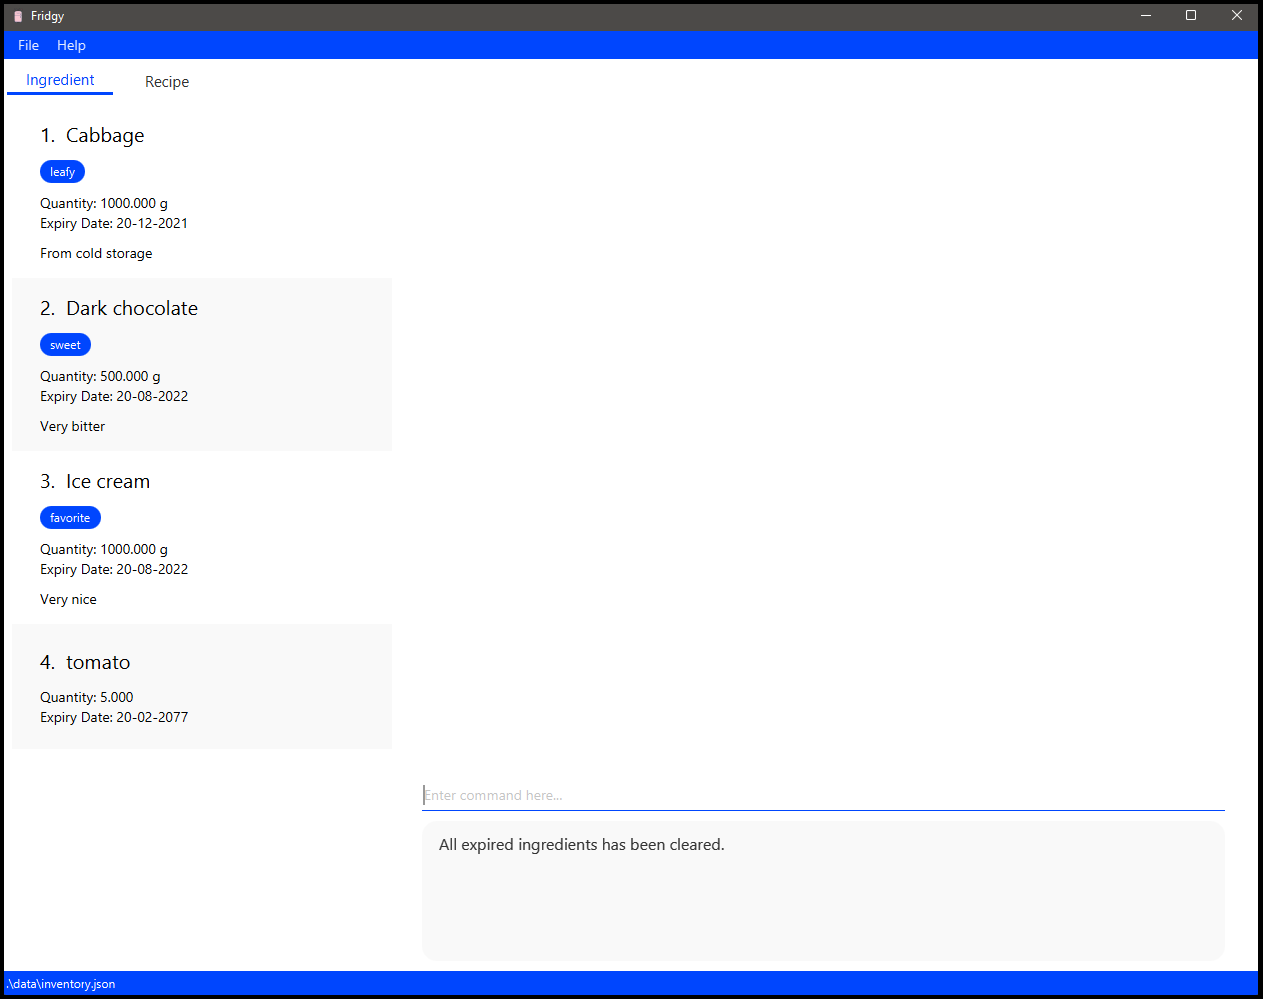 Fridgy
File Help
Ingredient Recipe
1. Cabbage
leafy
Quantity: 1000.000 g
Expiry Date: 20-12-2021
From cold storage
2. Dark chocolate
sweet
Quantity: 500.000 g
Expiry Date: 20-08-2022
Very bitter
3. Ice cream
favorite
Quantity: 1000.000 g
Expiry Date: 20-08-2022
Very nice
4. tomato
Quantity: 5.000
Expiry Date: 20-02-2077
Enter command here...
All expired ingredients has been cleared.
.\data\inventory.json